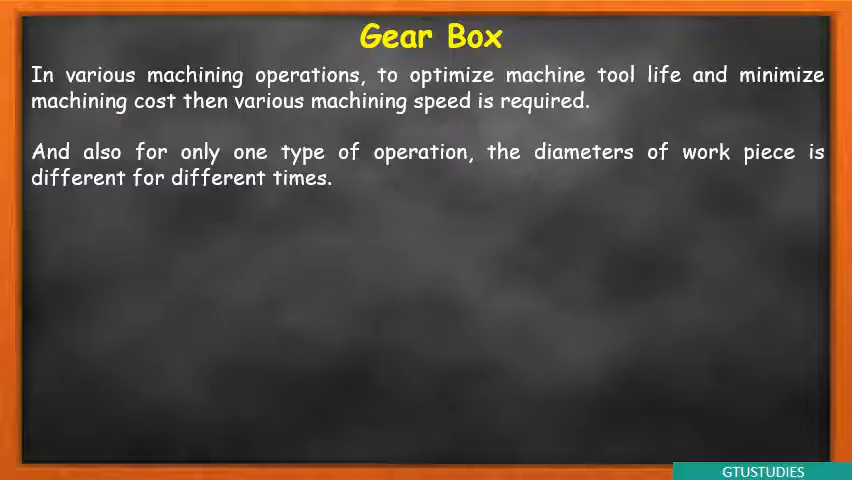 Gear Box
In various machining operations, to optimize machine tool life and minimize
machining cost then various machining speed is required.
And also for only one type of operation, the diameters of work piece is
different for different times.
GTUSTUDIES